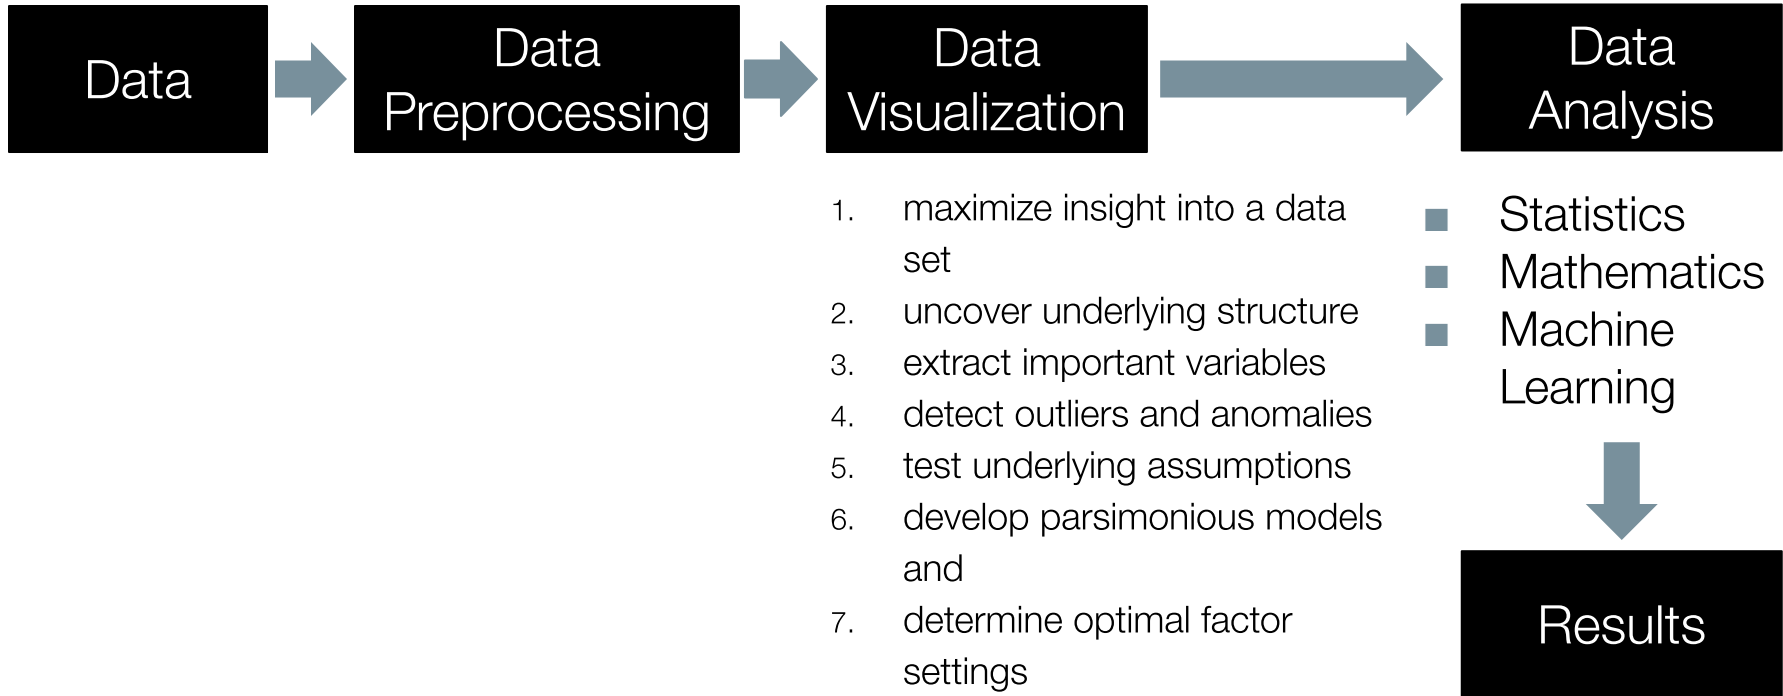 Data
Data
Preprocessing
Data
Visualization
Data
Analysis
1. maximize insight into a data
set
2. uncover underlying structure
3. extract important variables
4. detect outliers and anomalies
5. test underlying assumptions
6. develop parsimonious models
and
7. determine optimal factor
settings
■ Statistics
■ Mathematics
■ Machine
Learning
Results